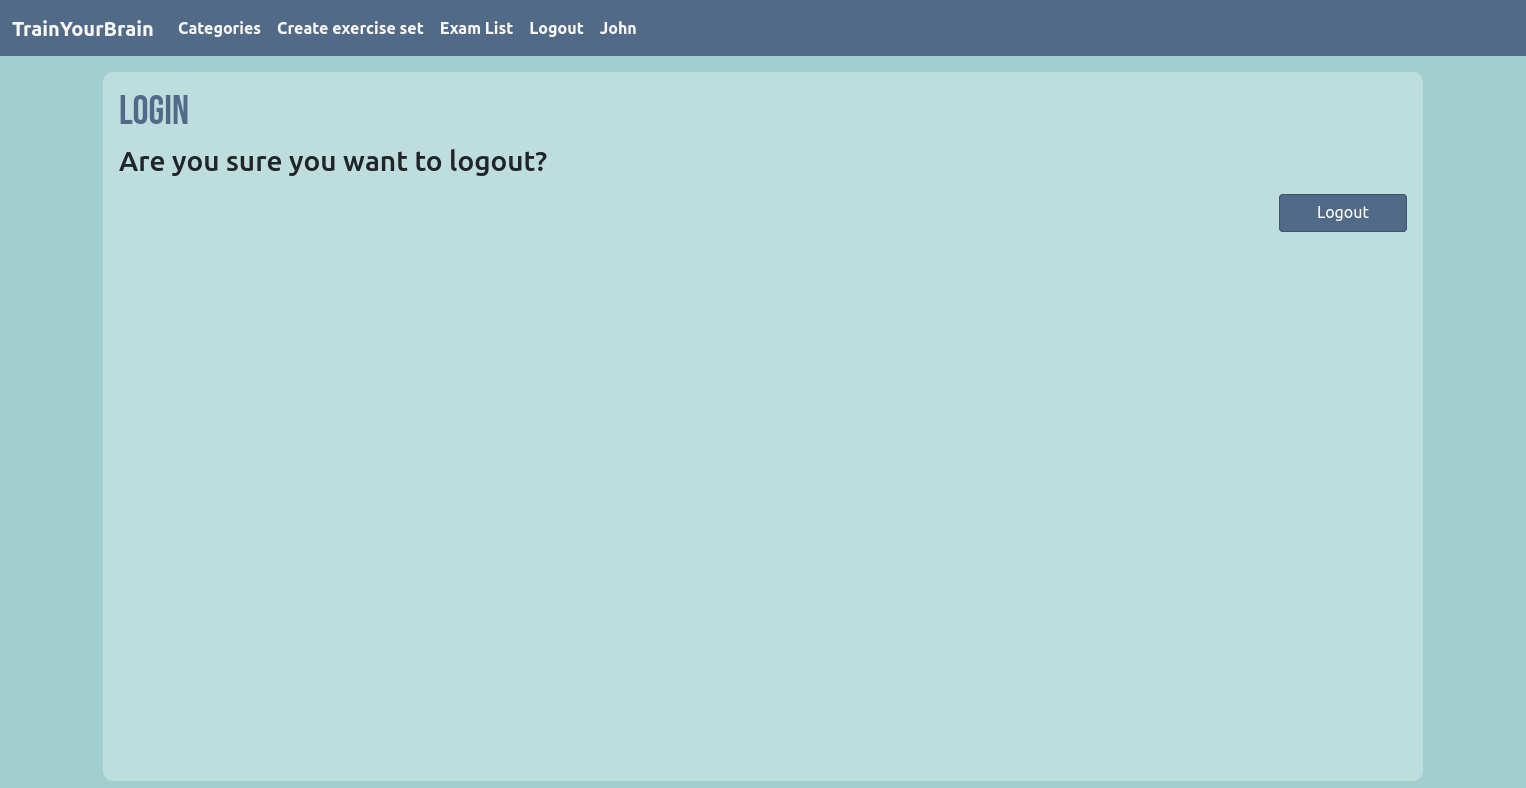 TrainYourBrain Categories Create exercise set Exam List Logout John
LOGIN
Are you sure you want to logout?
Logout